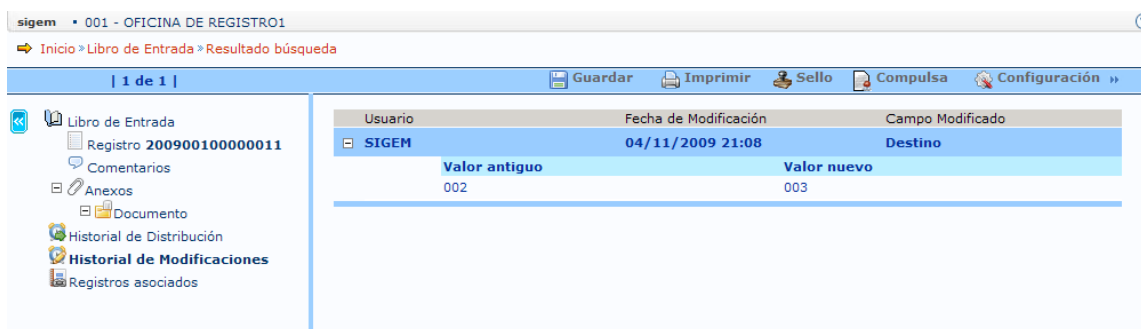 sigem • 001 - OFICINA DE REGISTRO1
Inicio » Libro de Entrada » Resultado búsqueda
| 1 de 1 | Guardar Imprimir Sello Compulsa Configuración »
Libro de Entrada
Registro 200900100000011
Comentarios
Anexos
Documento
Historial de Distribución
Historial de Modificaciones
Registros asociados
Usuario Fecha de Modificación Campo Modificado
SIGEM 04/11/2009 21:08 Destino
Valor antiguo Valor nuevo
002 003